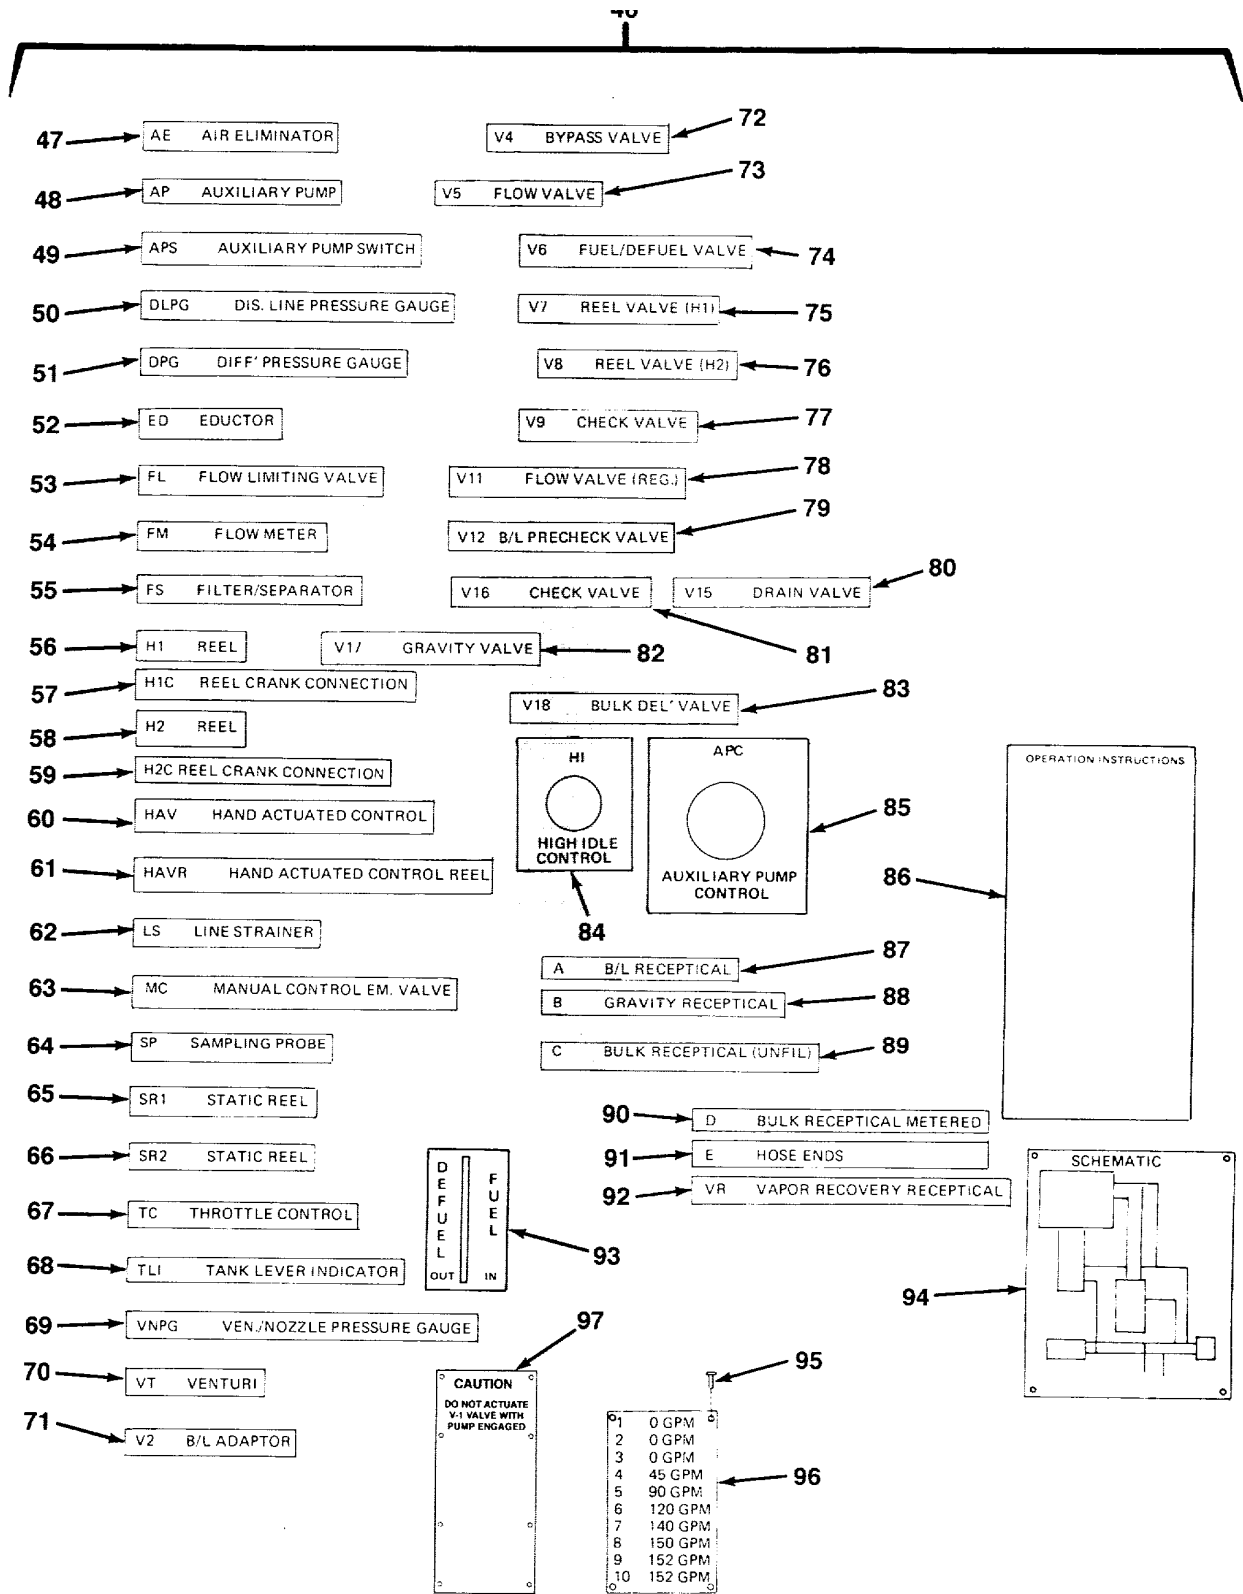 47 AE AIR ELIMINATOR
V4 BYPASS VALVE 72
48 AP AUXILIARY PUMP
V5 FLOW VALVE 73
49 APS AUXILIARY PUMP SWITCH
V6 FUEL/DEFUEL VALVE 74
50 DLPG DIS. LINE PRESSURE GAUGE
V7 REEL VALVE (H1) 75
51 DPG DIFF' PRESSURE GAUGE
V8 REEL VALVE (H2) 76
52 ED EDUCTOR
V9 CHECK VALVE 77
53 FL FLOW LIMITING VALVE
V11 FLOW VALVE (REG.) 78
54 FM FLOW METER
V12 B/L PRECHECK VALVE 79
55 FS FILTER/SEPARATOR
V16 CHECK VALVE 81
V15 DRAIN VALVE 80
56 H1 REEL
V17 GRAVITY VALVE 82
57 H1C REEL CRANK CONNECTION
V18 BULK DEL' VALVE 83
58 H2 REEL
59 H2C REEL CRANK CONNECTION
60 HAV HAND ACTUATED CONTROL
61 HAVR HAND ACTUATED CONTROL REEL
HI
HIGH IDLE
CONTROL
84
APC
AUXILIARY PUMP
CONTROL
85
OPERATION INSTRUCTIONS
86
62 LS LINE STRAINER
A B/L RECEPTICAL 87
63 MC MANUAL CONTROL EM. VALVE
B GRAVITY RECEPTICAL 88
64 SP SAMPLING PROBE
C BULK RECEPTICAL (UNFIL) 89
65 SR1 STATIC REEL
90 D BULK RECEPTICAL METERED
66 SR2 STATIC REEL
91 E HOSE ENDS
92 VR VAPOR RECOVERY RECEPTICAL
67 TC THROTTLE CONTROL
68 TLI TANK LEVER INDICATOR
DEFUEL
FUEL
OUT IN
93
SCHEMATIC
94
69 VNPG VEN./NOZZLE PRESSURE GAUGE
70 VT VENTURI
71 V2 B/L ADAPTOR
97
CAUTION
DO NOT ACTUATE
V-1 VALVE WITH
PUMP ENGAGED
95
1 0 GPM
2 0 GPM
3 0 GPM
4 45 GPM
5 90 GPM
6 120 GPM
7 140 GPM
8 150 GPM
9 152 GPM
10 152 GPM
96